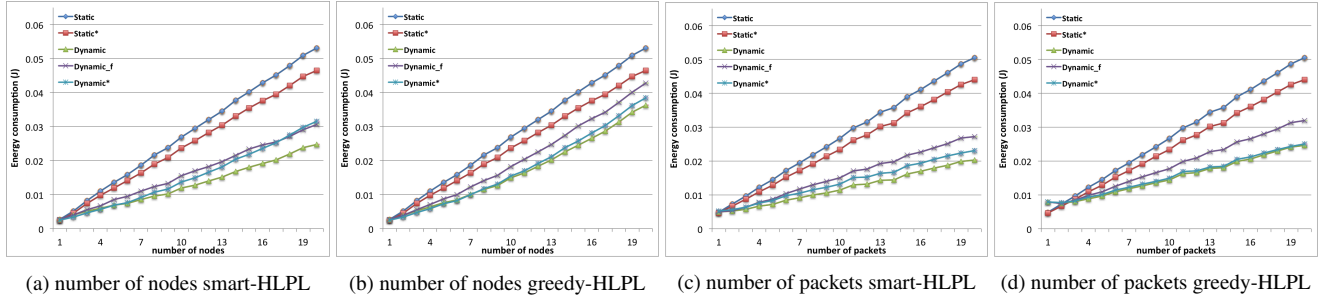 Static
Static*
Dynamic
Dynamic_f
Dynamic*
0.06
0.05
0.04
0.03
0.02
0.01
0
Energy consumption (J)
1 4 7 10 13 16 19
number of nodes
(a) number of nodes smart-HLPL
Static
Static*
Dynamic
Dynamic_f
Dynamic*
0.06
0.05
0.04
0.03
0.02
0.01
0
Energy consumption (J)
1 4 7 10 13 16 19
number of nodes
(b) number of nodes greedy-HLPL
Static
Static*
Dynamic
Dynamic_f
Dynamic*
0.06
0.05
0.04
0.03
0.02
0.01
0
Energy consumption (J)
1 4 7 10 13 16 19
number of packets
(c) number of packets smart-HLPL
Static
Static*
Dynamic
Dynamic_f
Dynamic*
0.06
0.05
0.04
0.03
0.02
0.01
0
Energy consumption (J)
1 4 7 10 13 16 19
number of packets
(d) number of packets greedy-HLPL